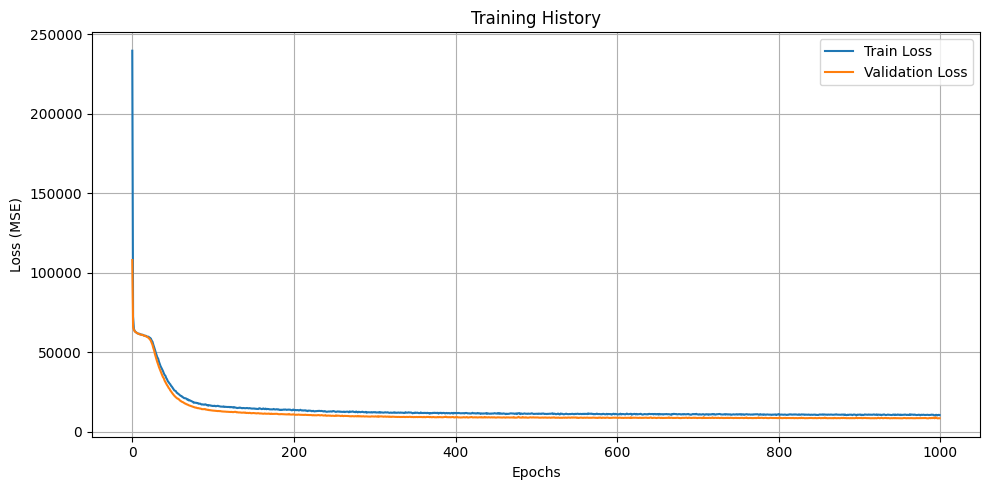 Training History
250000
200000
150000
100000
50000
0
Loss (MSE)
Train Loss
Validation Loss
0
200
400
600
800
1000
Epochs